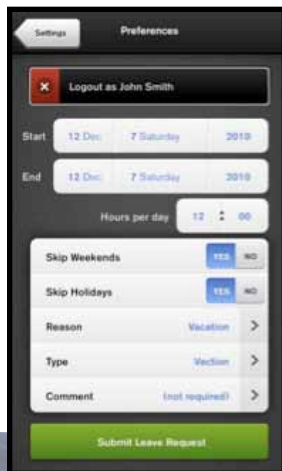 Settings Preferences
Logout as John Smith
Start 12 Dec 7 Saturday 2010
End 12 Dec 7 Saturday 2010
Hours per day 12 : 00
Skip Weekends YES NO
Skip Holidays YES NO
Reason Vacation
Type Vection
Comment (not required)
Submit Leave Request